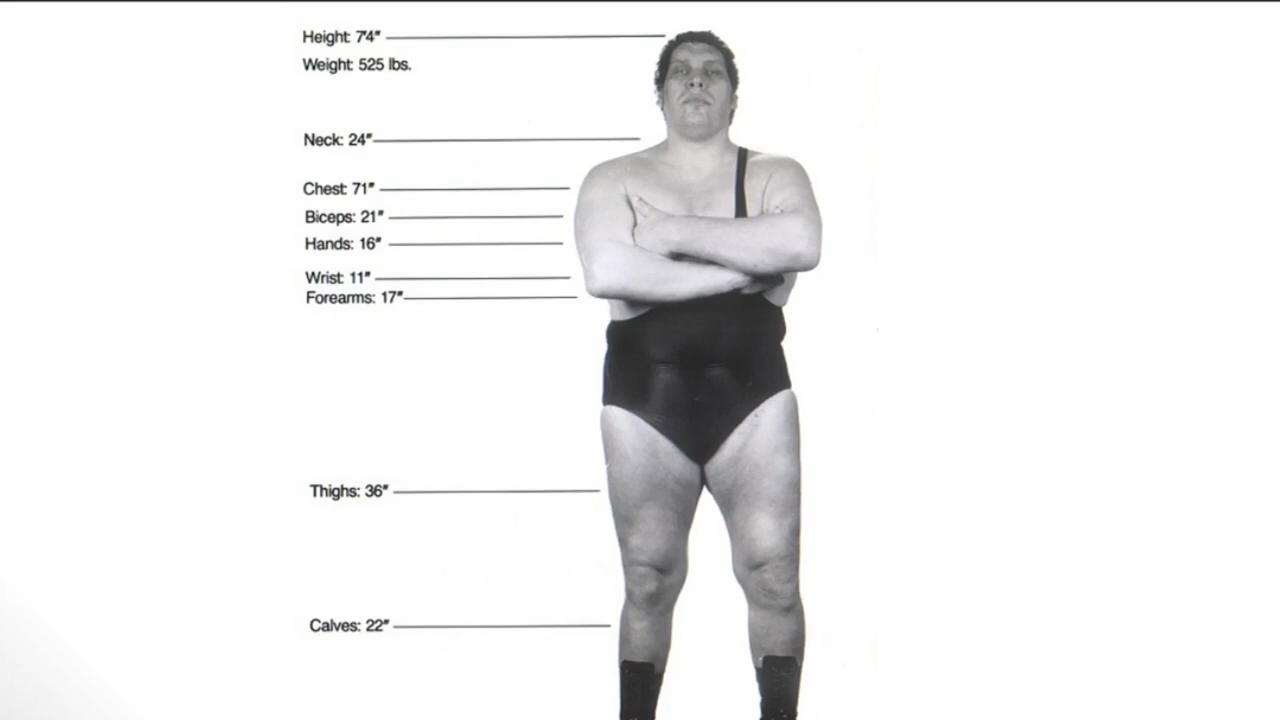 Height: 7'4"
Weight: 525 lbs.
Neck: 24"
Chest: 71"
Biceps: 21"
Hands: 16"
Wrist: 11"
Forearms: 17"
Thighs: 36"
Calves: 22"